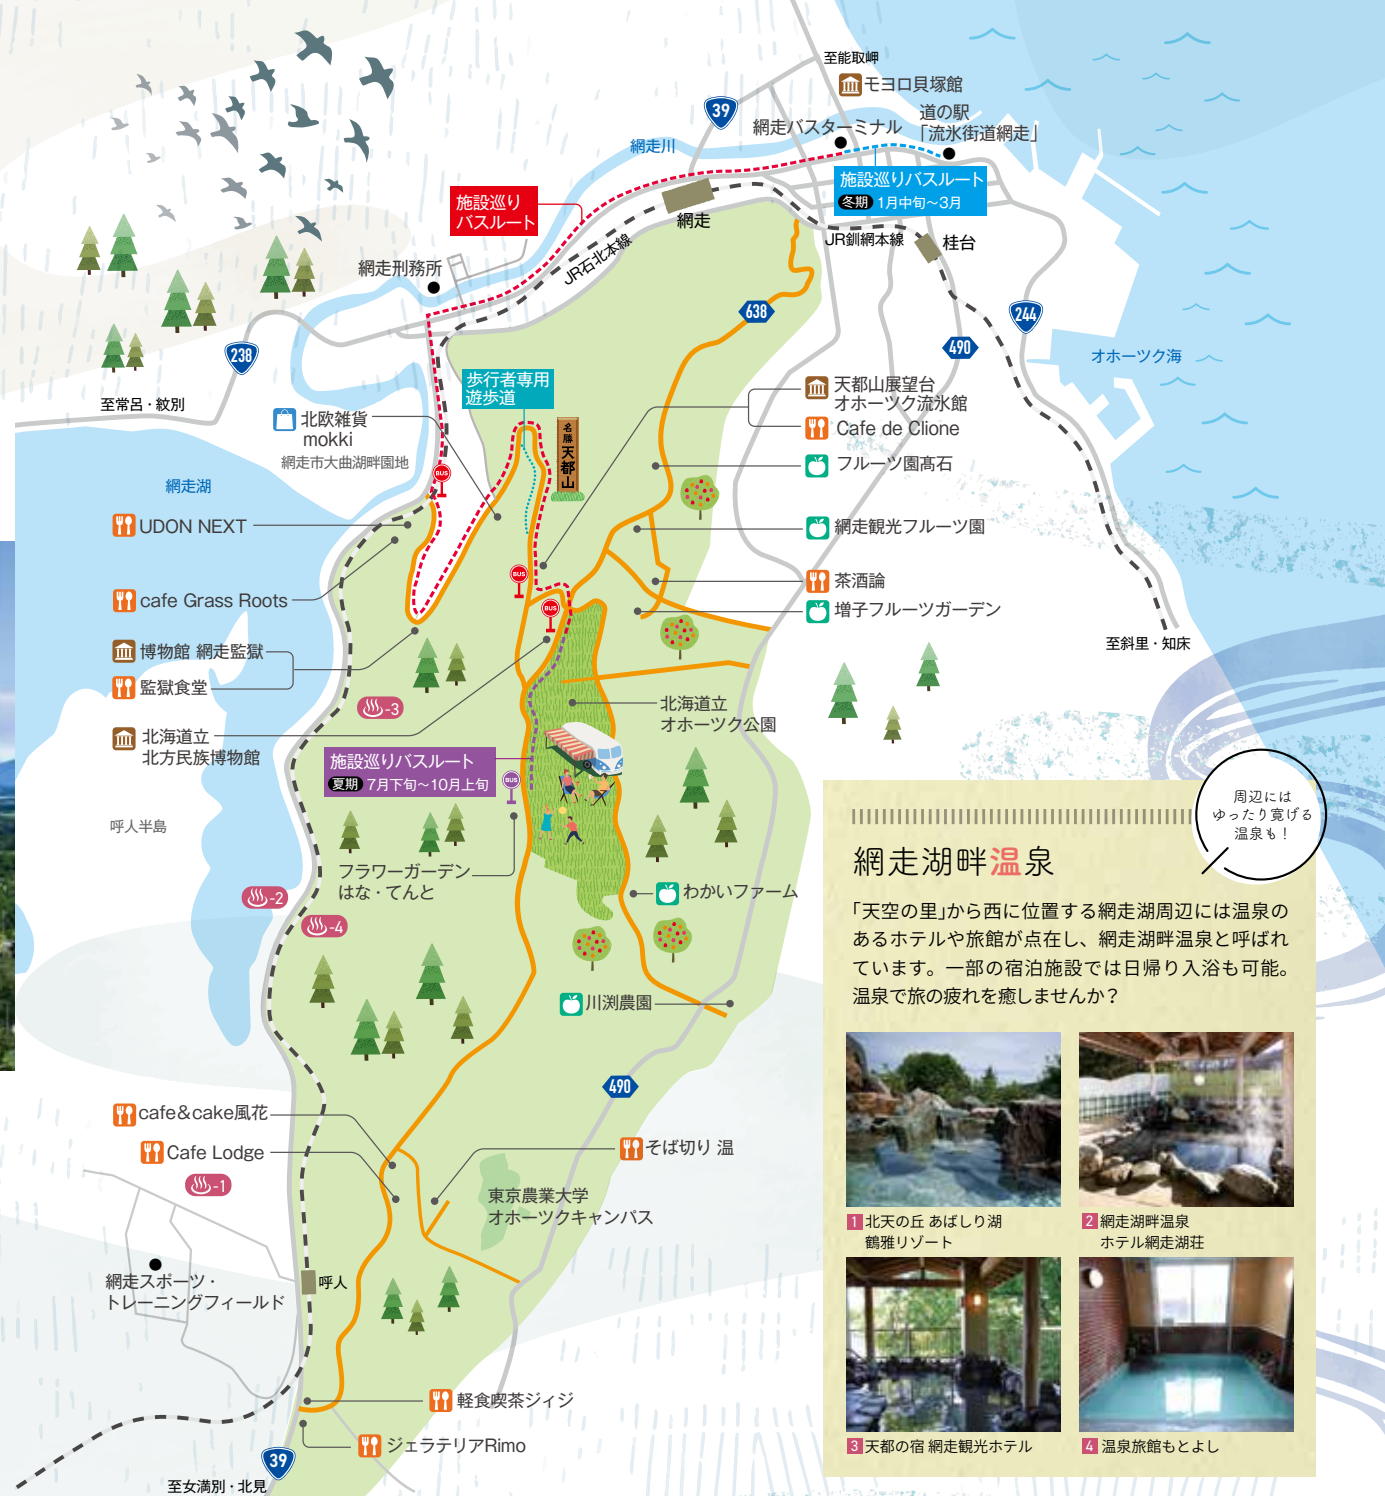 至能取岬
モヨロ貝塚館
39
道の駅
「流氷街道網走」
網走バスターミナル
網走川
施設巡りバスルート
冬期 1月中旬～3月
施設巡り
バスルート
網走
JR釧網本線
桂台
JR石北本線
網走刑務所
638
244
490
238
オホーツク海
至常呂・紋別
歩行者専用
遊歩道
北欧雑貨
mokki
網走市大曲湖畔園地
名勝 天都山
天都山展望台
オホーツク流氷館
Cafe de Clione
フルーツ園髙石
BUS
網走湖
UDON NEXT
網走観光フルーツ園
BUS
茶酒論
cafe Grass Roots
BUS
増子フルーツガーデン
至斜里・知床
博物館 網走監獄
監獄食堂
-3
北海道立
オホーツク公園
北海道立
北方民族博物館
施設巡りバスルート
夏期 7月下旬～10月上旬
BUS
呼人半島
フラワーガーデン
はな・てんと
わかいファーム
-2
-4
川渕農園
490
cafe&cake風花
Cafe Lodge
-1
そば切り 温
東京農業大学
オホーツクキャンパス
網走スポーツ・
トレーニングフィールド
呼人
軽食喫茶ジィジ
ジェラテリアRimo
39
至女満別・北見
周辺には
ゆったり寛げる
温泉も！
網走湖畔温泉
「天空の里」から西に位置する網走湖周辺には温泉の
あるホテルや旅館が点在し、網走湖畔温泉と呼ばれ
ています。一部の宿泊施設では日帰り入浴も可能。
温泉で旅の疲れを癒しませんか？
1 北天の丘 あばしり湖
鶴雅リゾート
2 網走湖畔温泉
ホテル網走湖荘
3 天都の宿 網走観光ホテル
4 温泉旅館もとよし